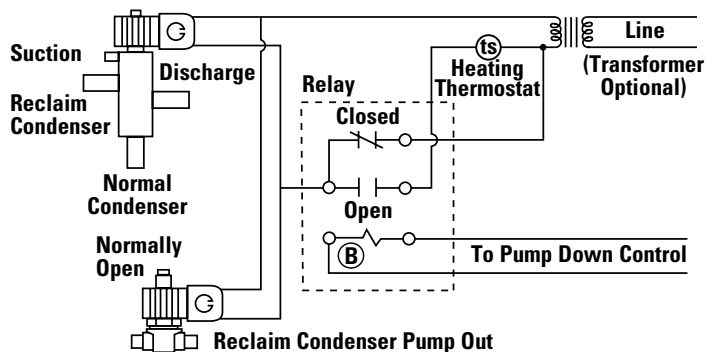 Suction
Discharge
Reclaim
Condenser
Normal
Condenser
Normally
Open
Reclaim Condenser Pump Out
Relay
Closed
Open
B
To Pump Down Control
ts
Heating
Thermostat
Line
(Transformer
Optional)